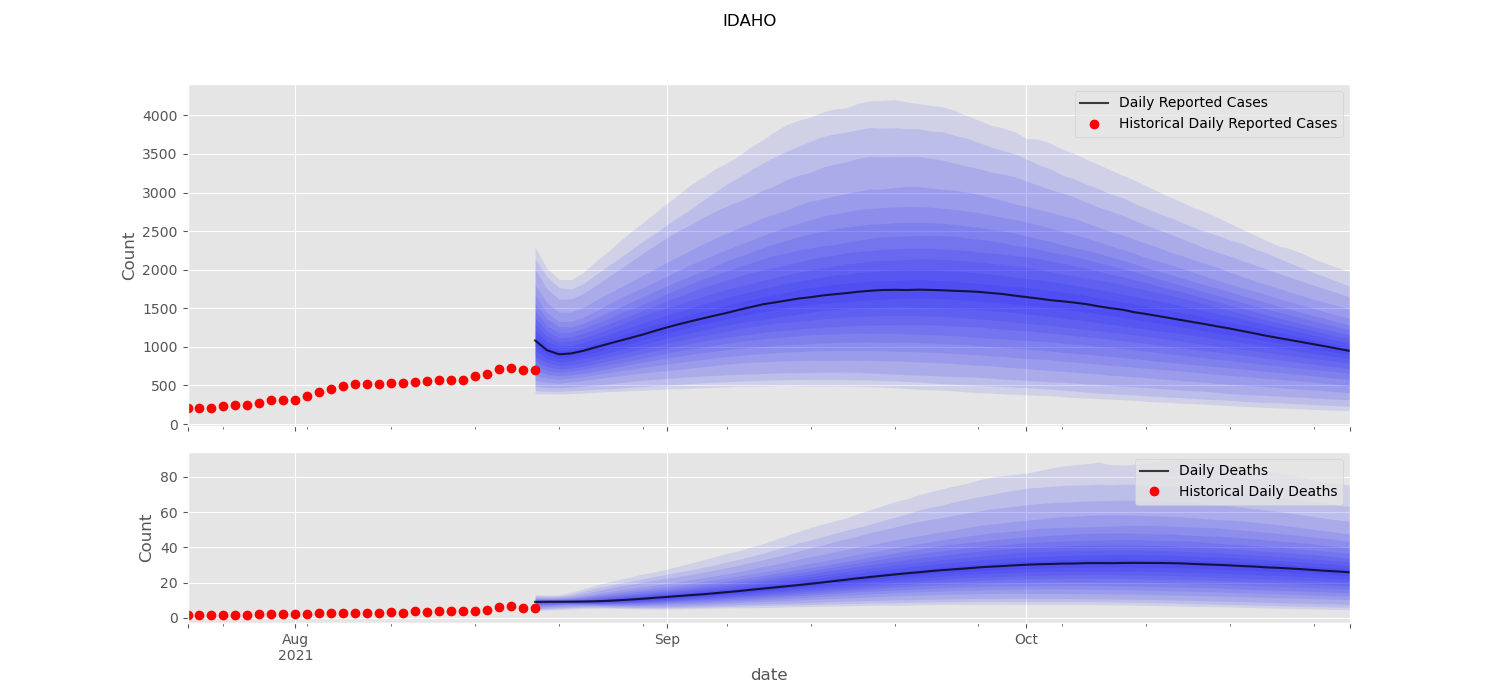 IDAHO
Daily Reported Cases
Historical Daily Reported Cases
Count
4000
3500
3000
2500
2000
1500
1000
500
0
Daily Deaths
Historical Daily Deaths
Count
80
60
40
20
0
Aug
2021
Sep
Oct
date